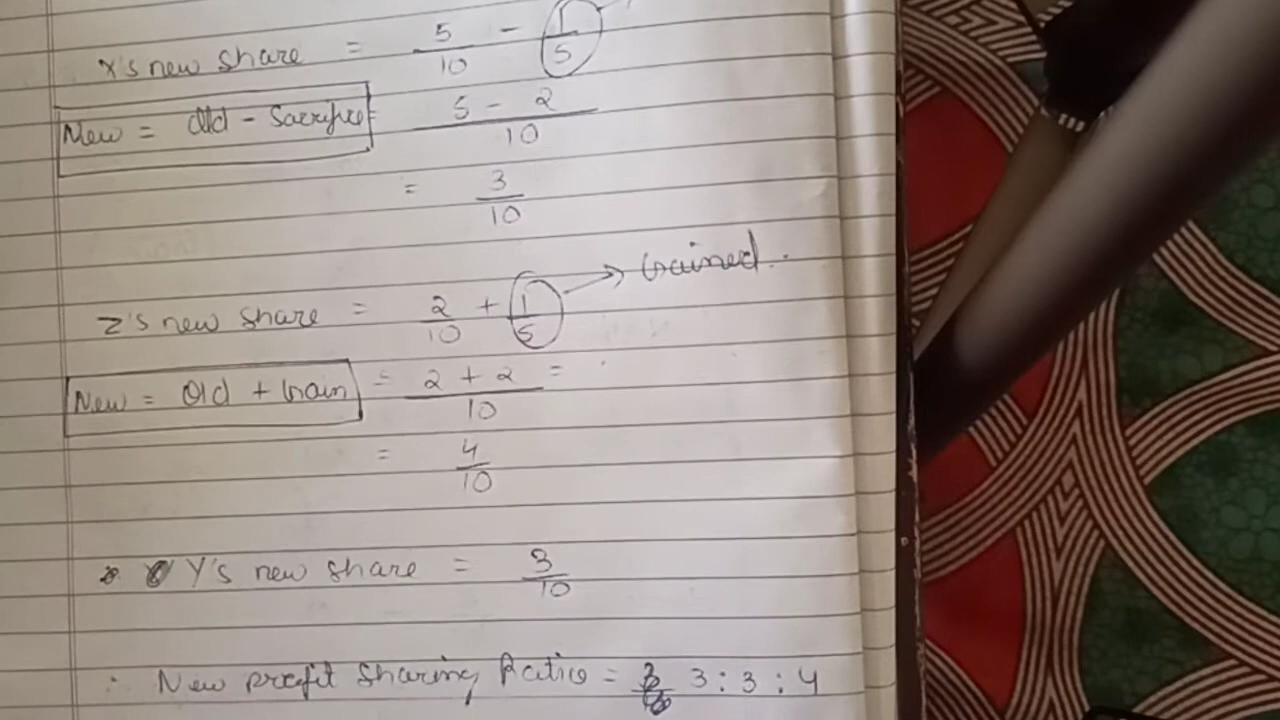 X's new share = 5/10 - 1/5
New = Old - Sacrifice = 5 - 2/10
= 3/10
Z's new share = 2/10 + 1/5 → Gained.
New = Old + Gain = 2 + 2/10 =
= 4/10
Y's new share = 3/10
∴ New profit sharing Ratio = 3 : 3 : 4